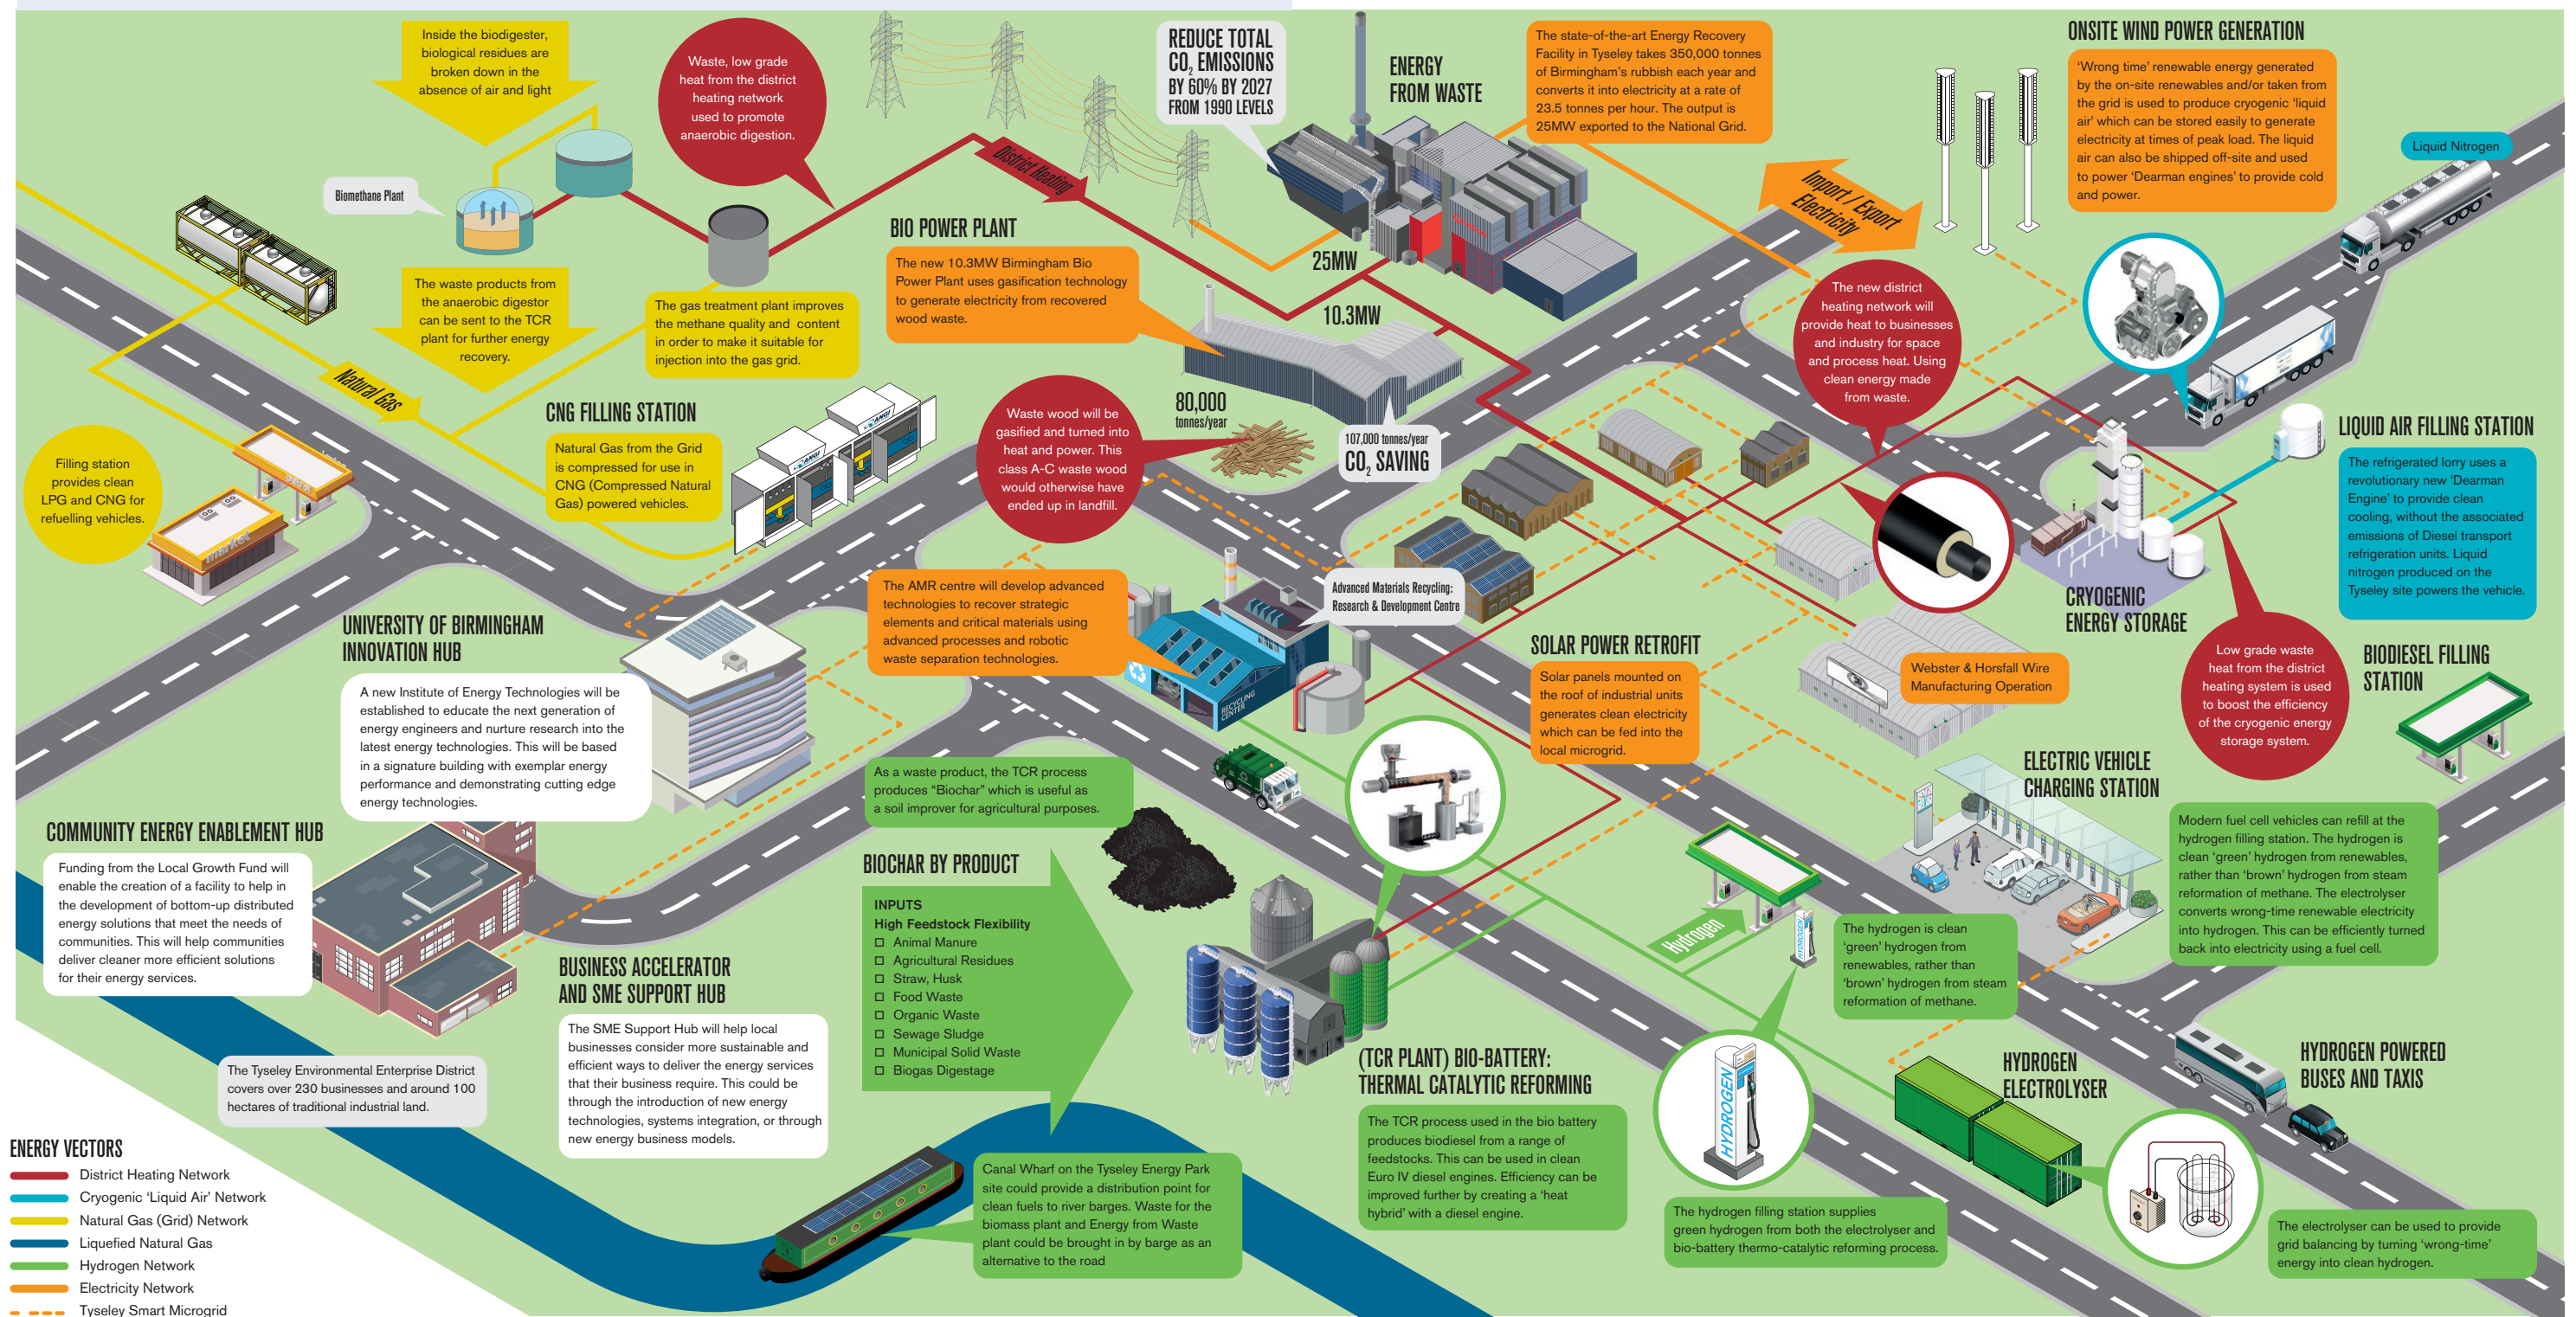 Inside the biodigester,
biological residues are
broken down in the
absence of air and light
Waste, low grade
heat from the district
heating network
used to promote
anaerobic digestion.
REDUCE TOTAL
CO₂ EMISSIONS
BY 60% BY 2027
FROM 1990 LEVELS
ENERGY
FROM WASTE
The state-of-the-art Energy Recovery
Facility in Tyseley takes 350,000 tonnes
of Birmingham's rubbish each year and
converts it into electricity at a rate of
23.5 tonnes per hour. The output is
25MW exported to the National Grid.
ONSITE WIND POWER GENERATION
'Wrong time' renewable energy generated
by the on-site renewables and/or taken from
the grid is used to produce cryogenic 'liquid
air' which can be stored easily to generate
electricity at times of peak load. The liquid
air can also be shipped off-site and used
to power 'Dearman engines' to provide cold
and power.
Liquid Nitrogen
Import / Export
Electricity
District Heating
Biomethane Plant
BIO POWER PLANT
The new 10.3MW Birmingham Bio
Power Plant uses gasification technology
to generate electricity from recovered
wood waste.
25MW
10.3MW
The waste products from
the anaerobic digestor
can be sent to the TCR
plant for further energy
recovery.
The gas treatment plant improves
the methane quality and content
in order to make it suitable for
injection into the gas grid.
The new district
heating network will
provide heat to businesses
and industry for space
and process heat. Using
clean energy made
from waste.
Natural Gas
CNG FILLING STATION
Natural Gas from the Grid
is compressed for use in
CNG (Compressed Natural
Gas) powered vehicles.
ANGI
ANGI
Waste wood will be
gasified and turned into
heat and power. This
class A-C waste wood
would otherwise have
ended up in landfill.
80,000
tonnes/year
107,000 tonnes/year
CO₂ SAVING
Filling station
provides clean
LPG and CNG for
refuelling vehicles.
market
LIQUID AIR FILLING STATION
The refrigerated lorry uses a
revolutionary new 'Dearman
Engine' to provide clean
cooling, without the associated
emissions of Diesel transport
refrigeration units. Liquid
nitrogen produced on the
Tyseley site powers the vehicle.
CRYOGENIC
ENERGY STORAGE
The AMR centre will develop advanced
technologies to recover strategic
elements and critical materials using
advanced processes and robotic
waste separation technologies.
Advanced Materials Recycling:
Research & Development Centre
RECYCLING
CENTER
UNIVERSITY OF BIRMINGHAM
INNOVATION HUB
A new Institute of Energy Technologies will be
established to educate the next generation of
energy engineers and nurture research into the
latest energy technologies. This will be based
in a signature building with exemplar energy
performance and demonstrating cutting edge
energy technologies.
SOLAR POWER RETROFIT
Solar panels mounted on
the roof of industrial units
generates clean electricity
which can be fed into the
local microgrid.
Webster & Horsfall Wire
Manufacturing Operation
Low grade waste
heat from the district
heating system is used
to boost the efficiency
of the cryogenic energy
storage system.
BIODIESEL FILLING
STATION
ELECTRIC VEHICLE
CHARGING STATION
Modern fuel cell vehicles can refill at the
hydrogen filling station. The hydrogen is
clean 'green' hydrogen from renewables,
rather than 'brown' hydrogen from steam
reformation of methane. The electrolyser
converts wrong-time renewable electricity
into hydrogen. This can be efficiently turned
back into electricity using a fuel cell.
As a waste product, the TCR process
produces "Biochar" which is useful as
a soil improver for agricultural purposes.
COMMUNITY ENERGY ENABLEMENT HUB
Funding from the Local Growth Fund will
enable the creation of a facility to help in
the development of bottom-up distributed
energy solutions that meet the needs of
communities. This will help communities
deliver cleaner more efficient solutions
for their energy services.
BIOCHAR BY PRODUCT
INPUTS
High Feedstock Flexibility
☐ Animal Manure
☐ Agricultural Residues
☐ Straw, Husk
☐ Food Waste
☐ Organic Waste
☐ Sewage Sludge
☐ Municipal Solid Waste
☐ Biogas Digestage
Hydrogen
HYDROGEN
The hydrogen is clean
'green' hydrogen from
renewables, rather than
'brown' hydrogen from steam
reformation of methane.
BUSINESS ACCELERATOR
AND SME SUPPORT HUB
The SME Support Hub will help local
businesses consider more sustainable and
efficient ways to deliver the energy services
that their business require. This could be
through the introduction of new energy
technologies, systems integration, or through
new energy business models.
The Tyseley Environmental Enterprise District
covers over 230 businesses and around 100
hectares of traditional industrial land.
(TCR PLANT) BIO-BATTERY:
THERMAL CATALYTIC REFORMING
The TCR process used in the bio battery
produces biodiesel from a range of
feedstocks. This can be used in clean
Euro IV diesel engines. Efficiency can be
improved further by creating a 'heat
hybrid' with a diesel engine.
HYDROGEN
The hydrogen filling station supplies
green hydrogen from both the electrolyser and
bio-battery thermo-catalytic reforming process.
HYDROGEN
ELECTROLYSER
HYDROGEN POWERED
BUSES AND TAXIS
The electrolyser can be used to provide
grid balancing by turning 'wrong-time'
energy into clean hydrogen.
Canal Wharf on the Tyseley Energy Park
site could provide a distribution point for
clean fuels to river barges. Waste for the
biomass plant and Energy from Waste
plant could be brought in by barge as an
alternative to the road
ENERGY VECTORS
District Heating Network
Cryogenic 'Liquid Air' Network
Natural Gas (Grid) Network
Liquefied Natural Gas
Hydrogen Network
Electricity Network
Tyseley Smart Microgrid